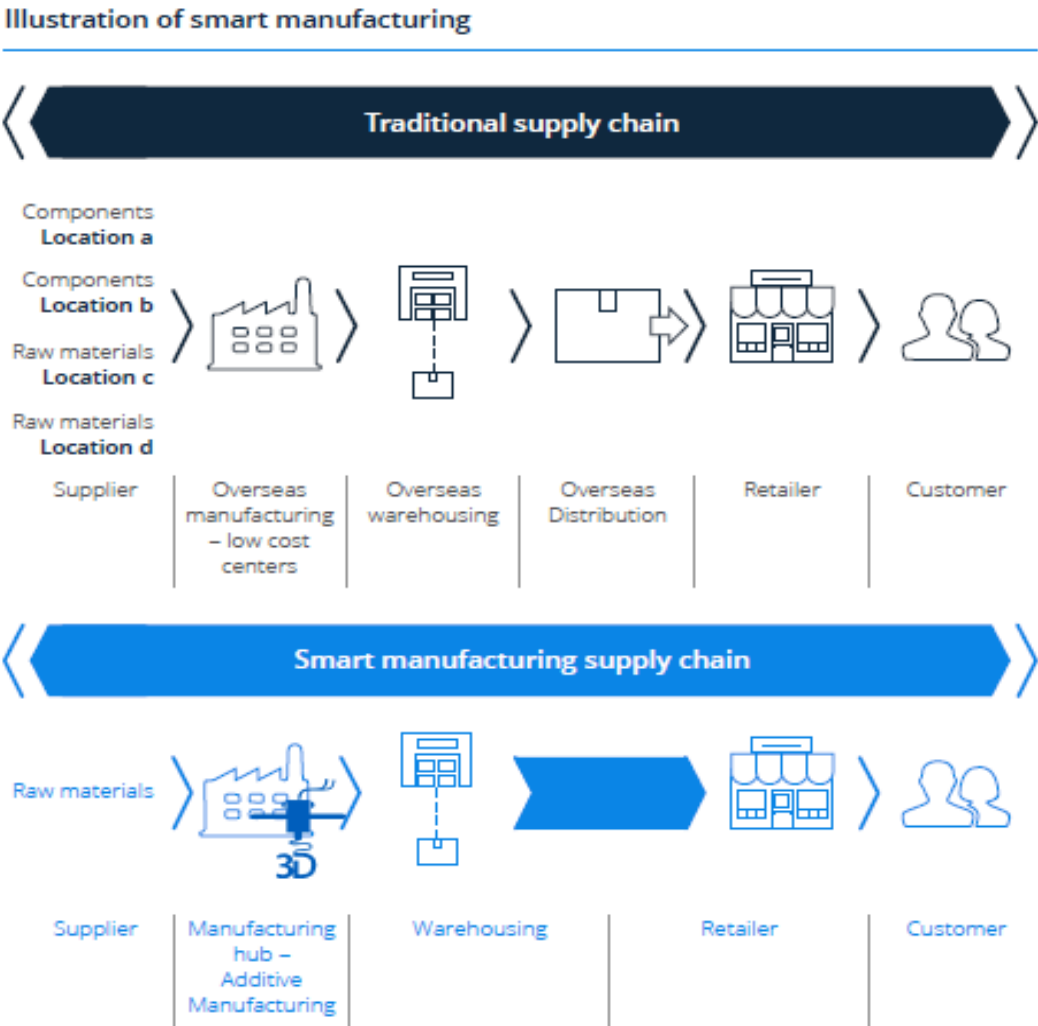 Illustration of smart manufacturing
Traditional supply chain
Components
Location a
Components
Location b
Raw materials
Location c
Raw materials
Location d
Supplier
Overseas
manufacturing
– low cost
centers
Overseas
warehousing
Overseas
Distribution
Retailer
Customer
Smart manufacturing supply chain
Raw materials
3D
Supplier
Manufacturing
hub –
Additive
Manufacturing
Warehousing
Retailer
Customer